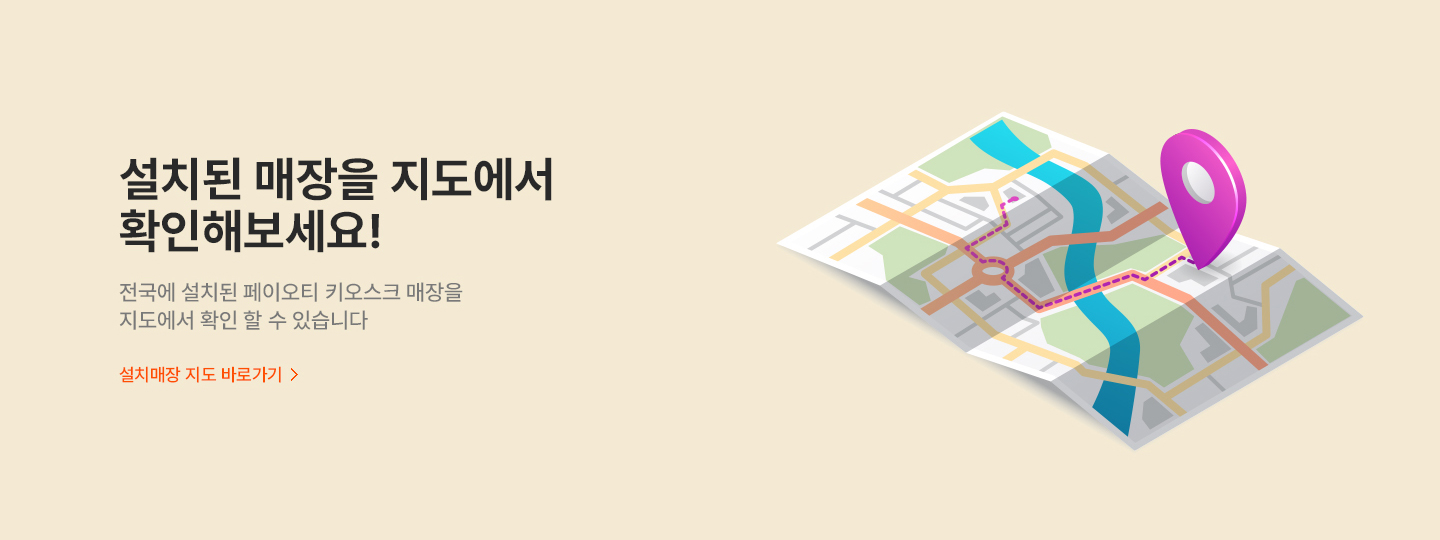 설치된 매장을 지도에서
확인해보세요!
전국에 설치된 페이오티 키오스크 매장을
지도에서 확인 할 수 있습니다
설치매장 지도 바로가기 >